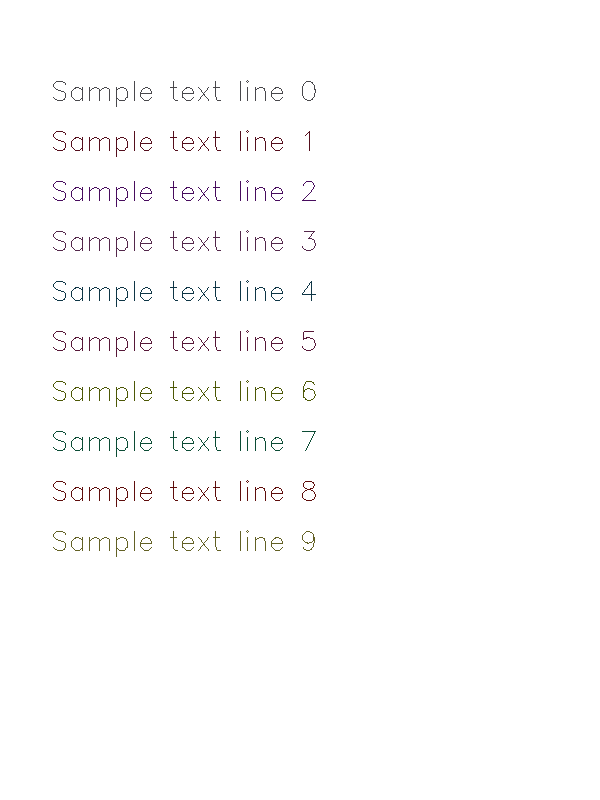 Sample text line 0
Sample text line 1
Sample text line 2
Sample text line 3
Sample text line 4
Sample text line 5
Sample text line 6
Sample text line 7
Sample text line 8
Sample text line 9